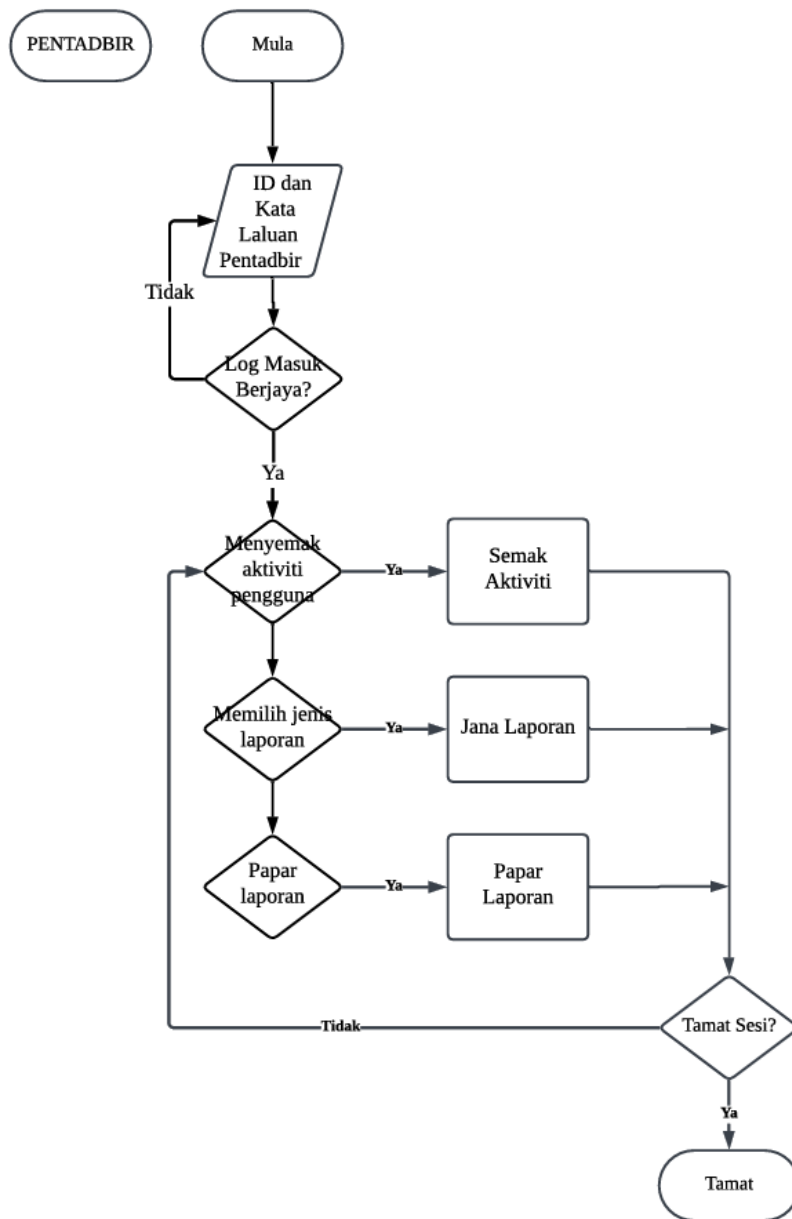 PENTADBIR
Mula
ID dan
Kata
Laluan
Pentadbir
Tidak
Log Masuk
Berjaya?
Ya
Menyemak
aktiviti
pengguna
Ya
Semak
Aktiviti
Memilih jenis
laporan
Ya
Jana Laporan
Papar
laporan
Ya
Papar
Laporan
Tidak
Tamat Sesi?
Ya
Tamat